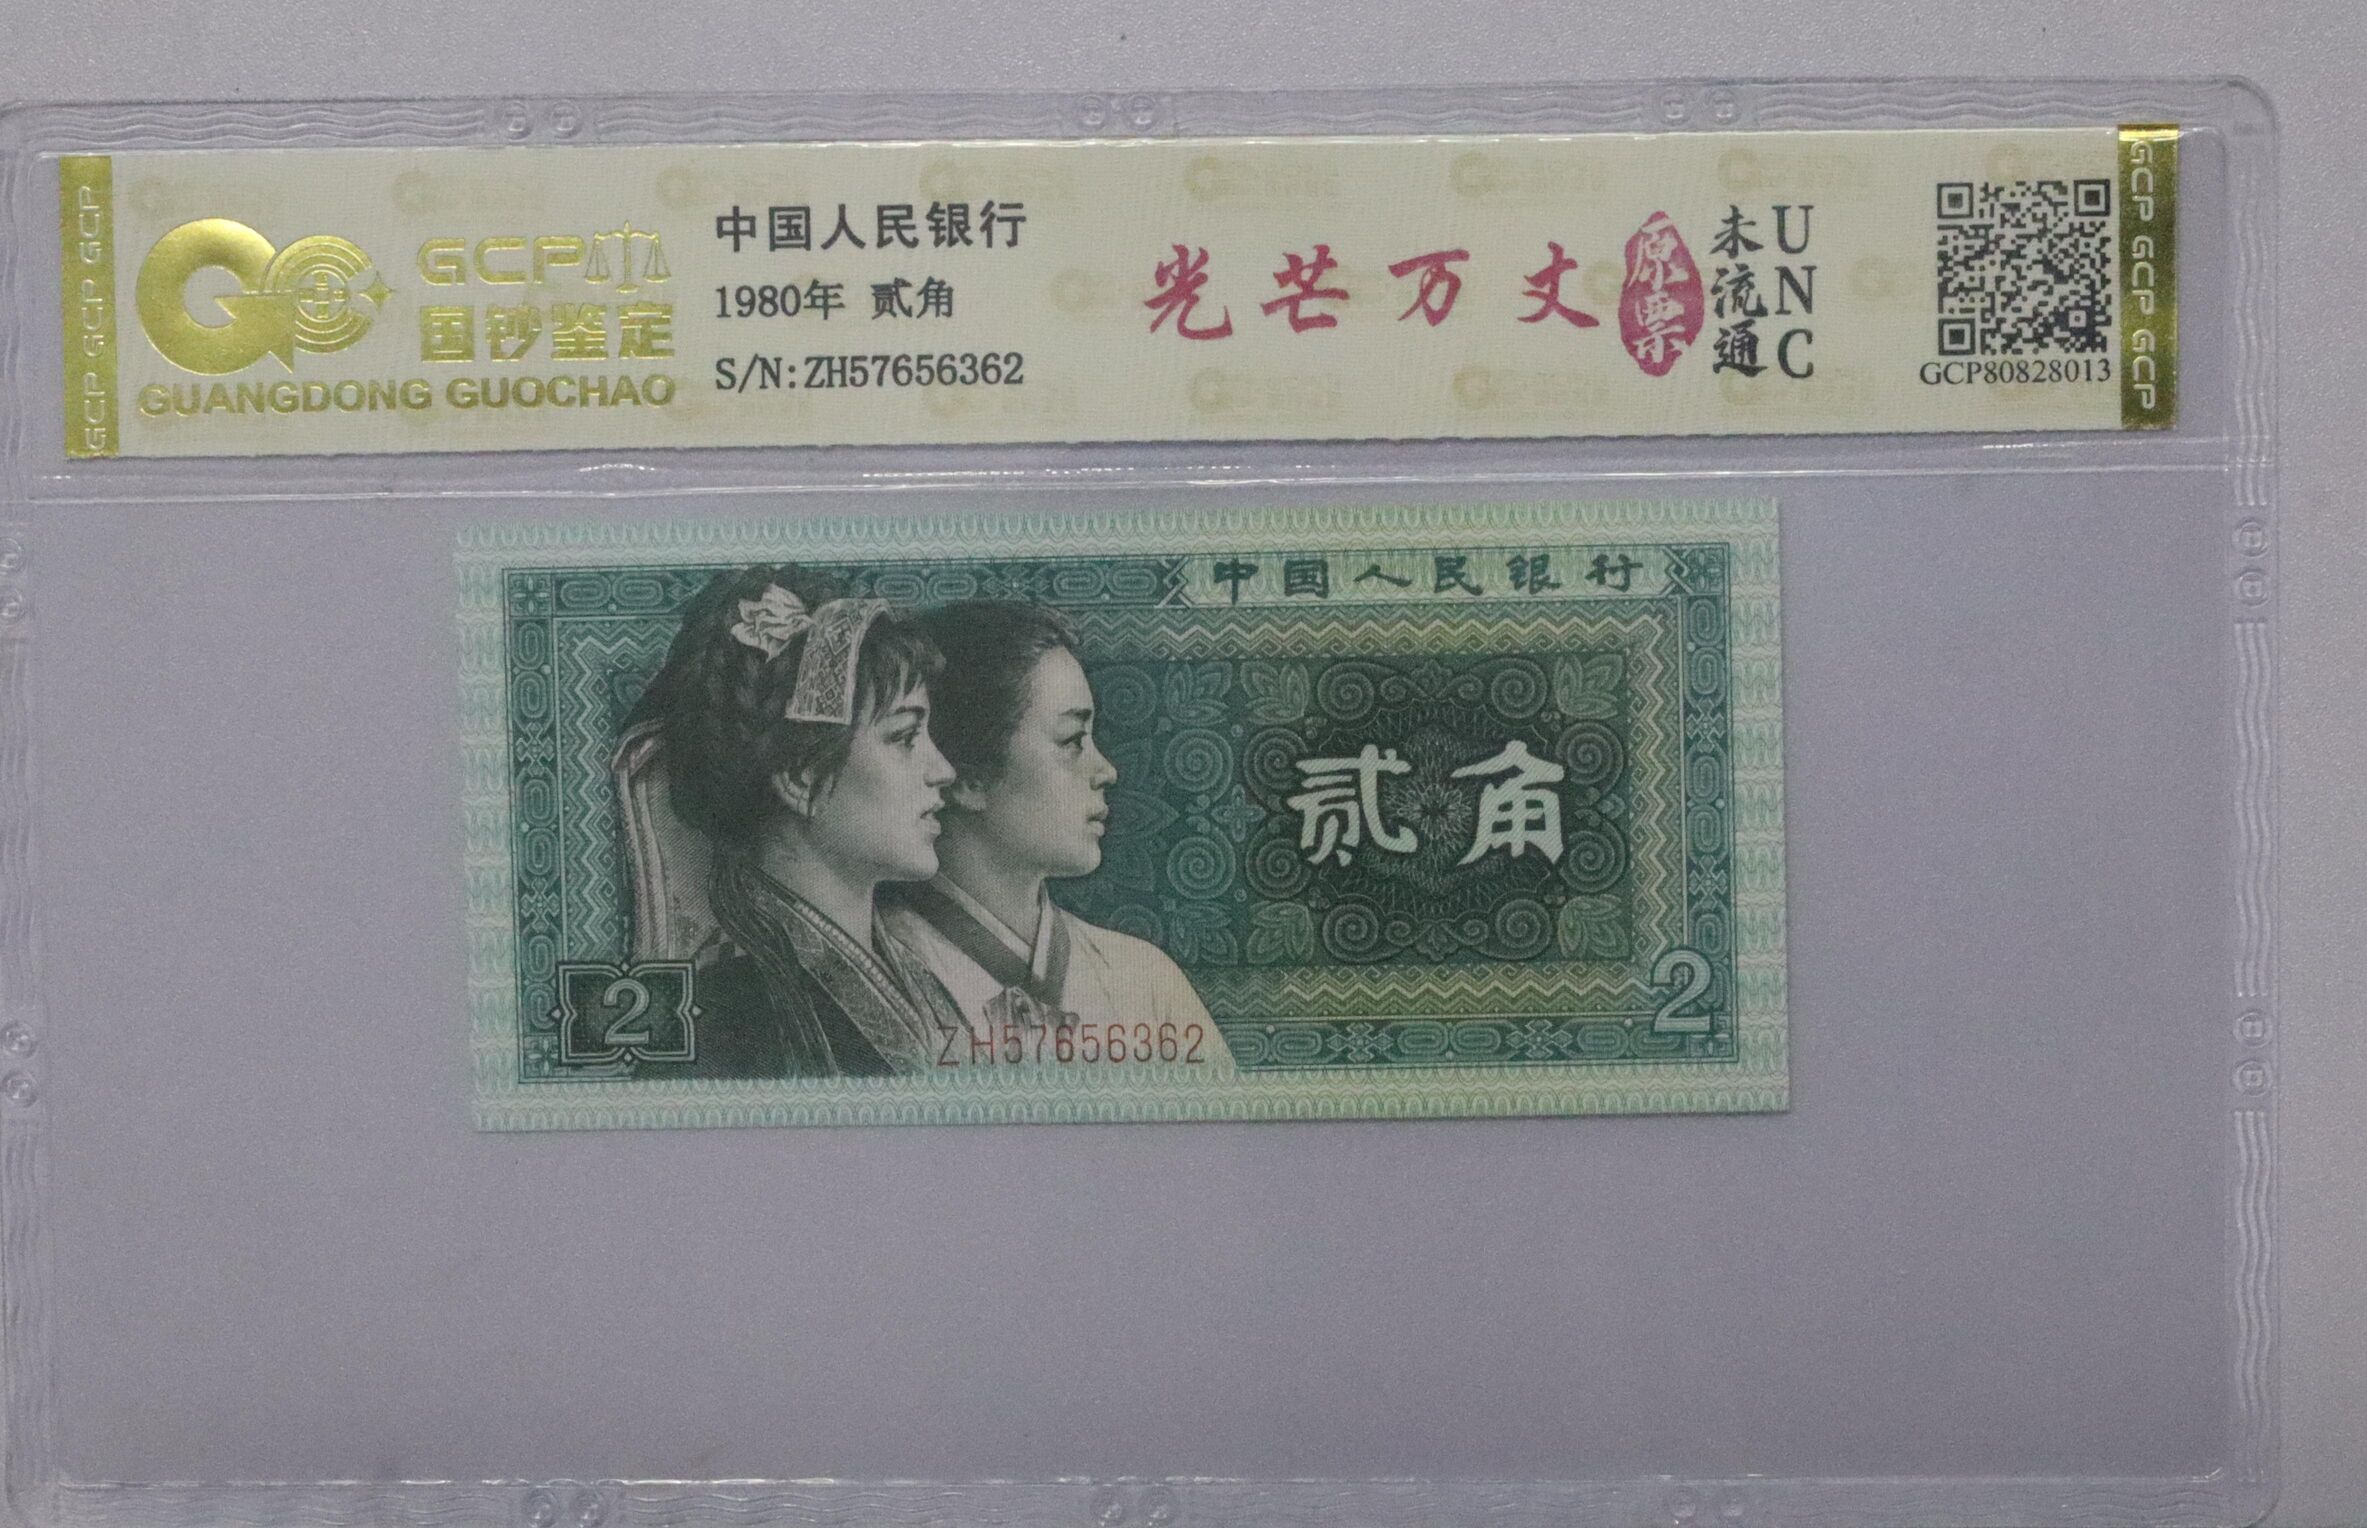 GCP GCP GCP
GCP
国钞鉴定
GUANGDONG GUOCHAO
中国人民银行
1980年 贰角
S/N:ZH57656362
光芒万丈
原票
未流通
UNC
GCP80828013
GCP GCP GCP
中国人民银行
贰角
2
2
ZH57656362